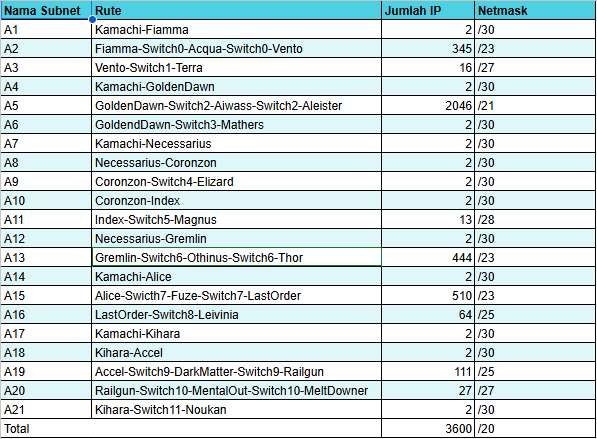 Nama Subnet Rute Jumlah IP Netmask
A1 Kamachi-Fiamma 2 /30
A2 Fiamma-Switch0-Acqua-Switch0-Vento 345 /23
A3 Vento-Switch1-Terra 16 /27
A4 Kamachi-GoldenDawn 2 /30
A5 GoldenDawn-Switch2-Aiwass-Switch2-Aleister 2046 /21
A6 GoldendDawn-Switch3-Mathers 2 /30
A7 Kamachi-Necessarius 2 /30
A8 Necessarius-Coronzon 2 /30
A9 Coronzon-Switch4-Elizard 2 /30
A10 Coronzon-Index 2 /30
A11 Index-Switch5-Magnus 13 /28
A12 Necessarius-Gremlin 2 /30
A13 Gremlin-Switch6-Othinus-Switch6-Thor 444 /23
A14 Kamachi-Alice 2 /30
A15 Alice-Swicth7-Fuze-Switch7-LastOrder 510 /23
A16 LastOrder-Switch8-Leivinia 64 /25
A17 Kamachi-Kihara 2 /30
A18 Kihara-Accel 2 /30
A19 Accel-Switch9-DarkMatter-Switch9-Railgun 111 /25
A20 Railgun-Switch10-MentalOut-Switch10-MeltDowner 27 /27
A21 Kihara-Switch11-Noukan 2 /30
Total 3600 /20